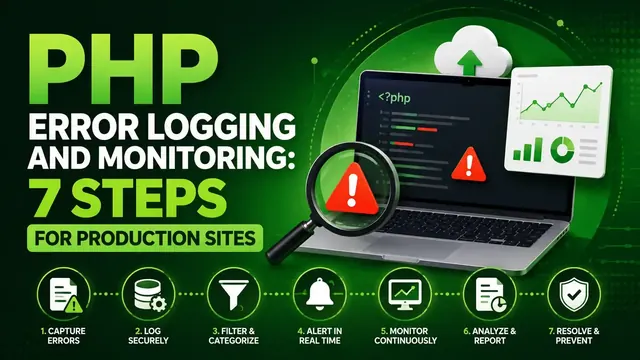 PHP
ERROR LOGGING
AND MONITORING:
7 STEPS
FOR PRODUCTION SITES
<?php
1. CAPTURE
ERRORS
2. LOG
SECURELY
3. FILTER &
CATEGORIZE
4. ALERT IN
REAL TIME
5. MONITOR
CONTINUOUSLY
6. ANALYZE &
REPORT
7. RESOLVE &
PREVENT